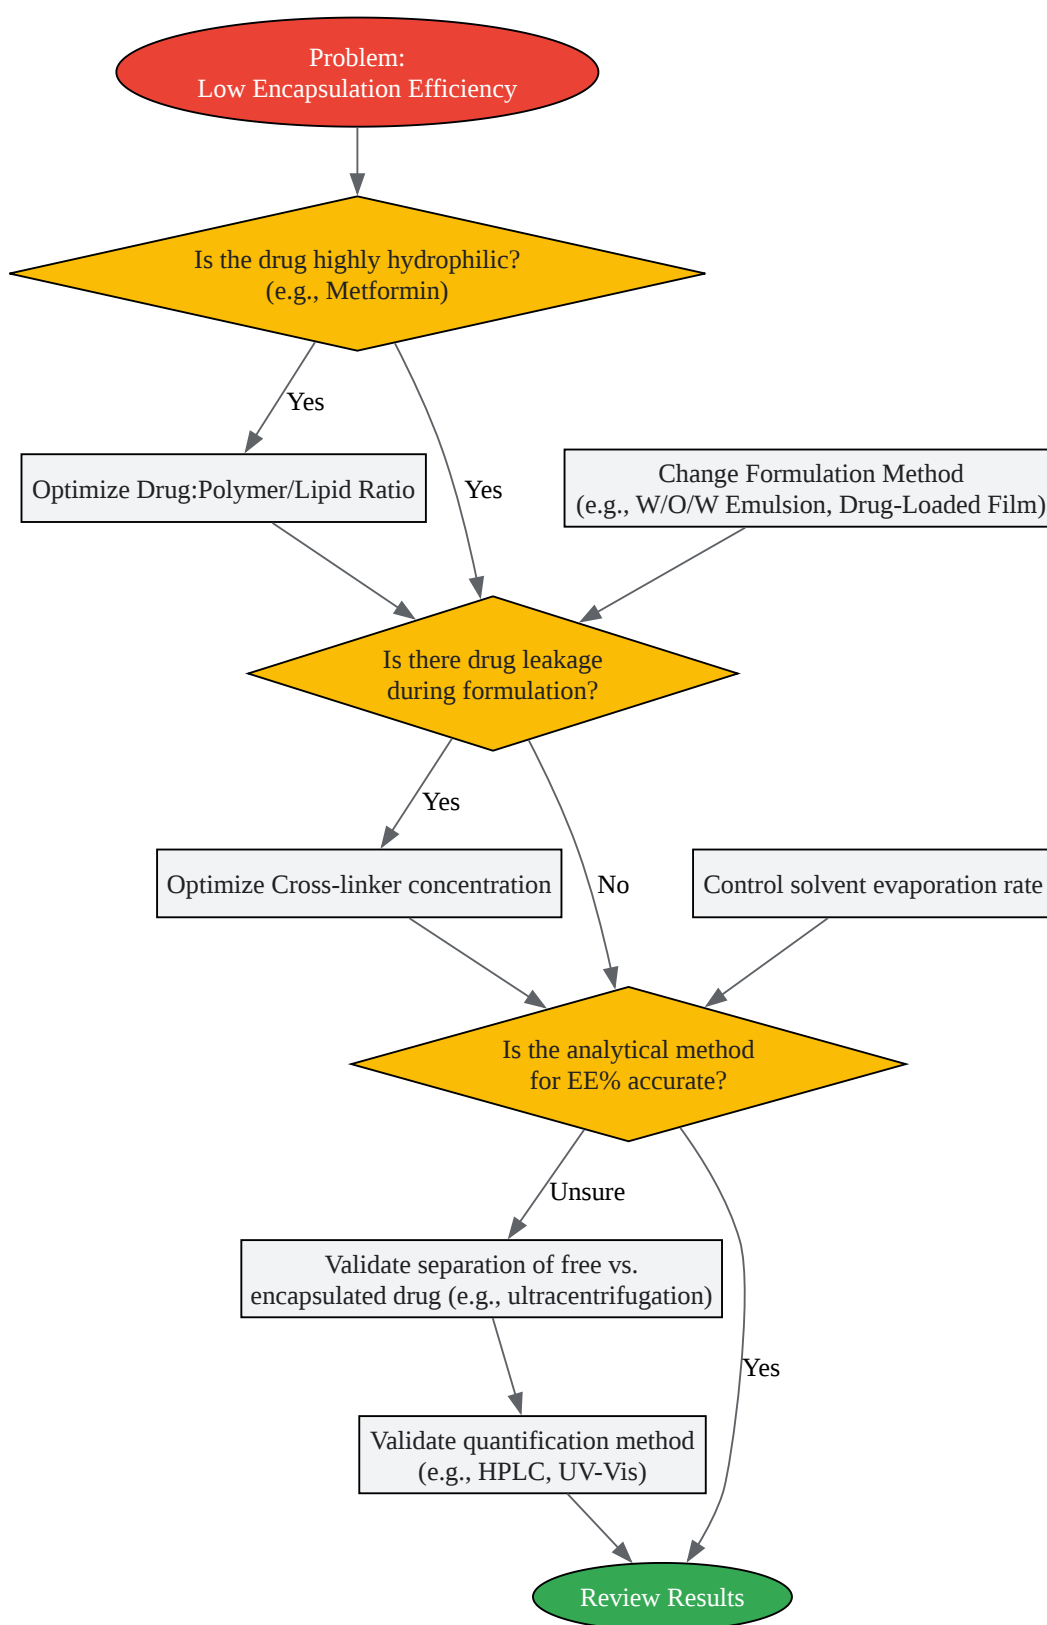 Problem:
Low Encapsulation Efficiency
Is the drug highly hydrophilic?
(e.g., Metformin)
Yes
Yes
Optimize Drug:Polymer/Lipid Ratio
Change Formulation Method
(e.g., W/O/W Emulsion, Drug-Loaded Film)
Is there drug leakage
during formulation?
Yes
No
Optimize Cross-linker concentration
Control solvent evaporation rate
Is the analytical method
for EE% accurate?
Unsure
Yes
Validate separation of free vs.
encapsulated drug (e.g., ultracentrifugation)
Validate quantification method
(e.g., HPLC, UV-Vis)
Review Results